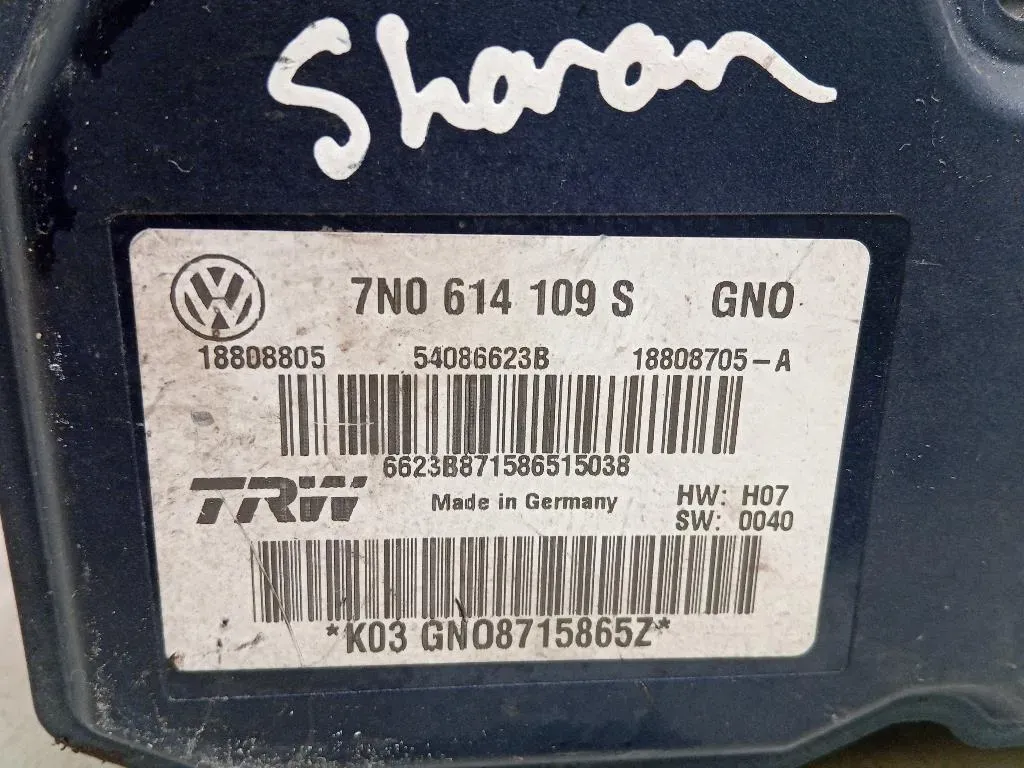 Sharan
7N0 614 109 S GNO
18808805 54086623B 18808705-A
6623B871586515038
TRW Made in Germany HW: H07
SW: 0040
*K03 GNO8715865Z*